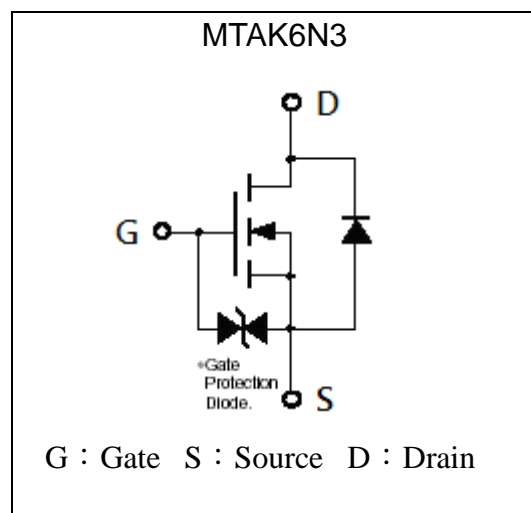 MTAK6N3
D
G
*Gate
Protection
Diode.
S
G：Gate S：Source D：Drain